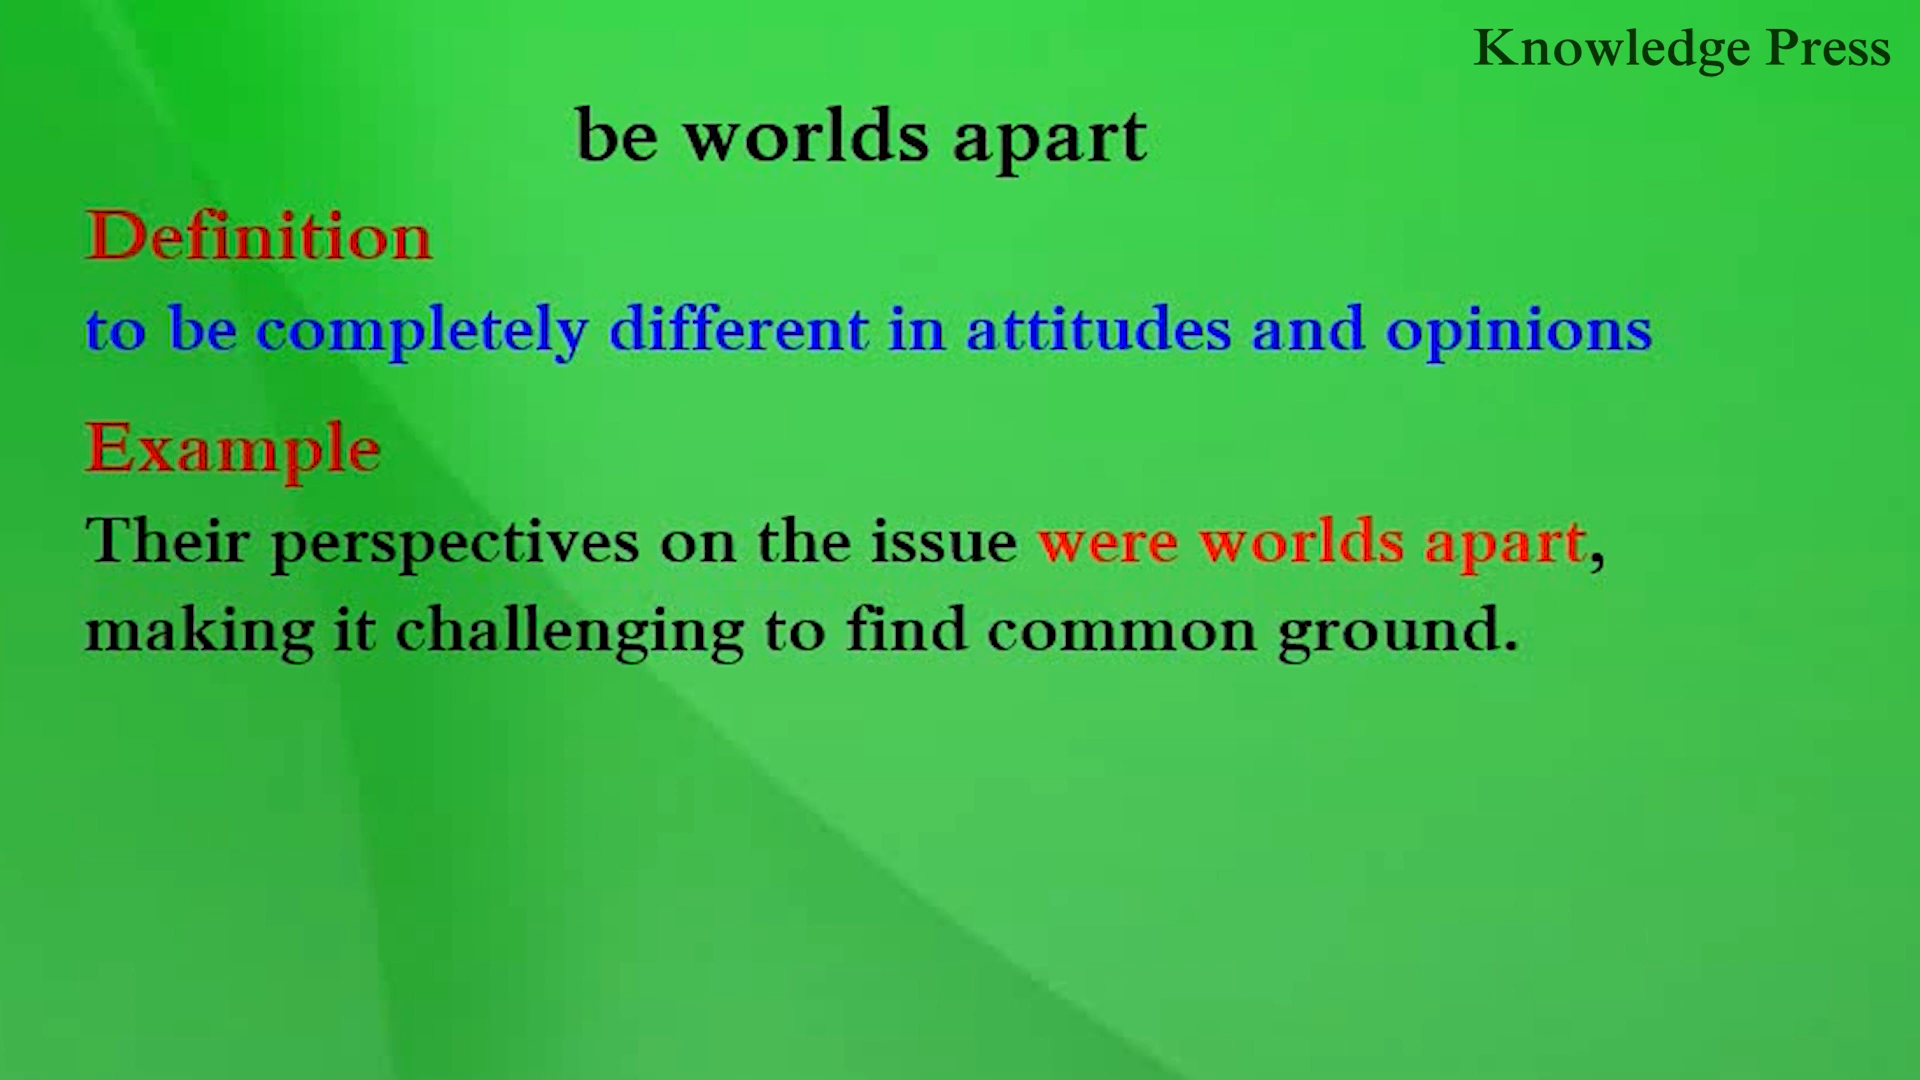 Knowledge Press
be worlds apart
Definition
to be completely different in attitudes and opinions
Example
Their perspectives on the issue were worlds apart,
making it challenging to find common ground.